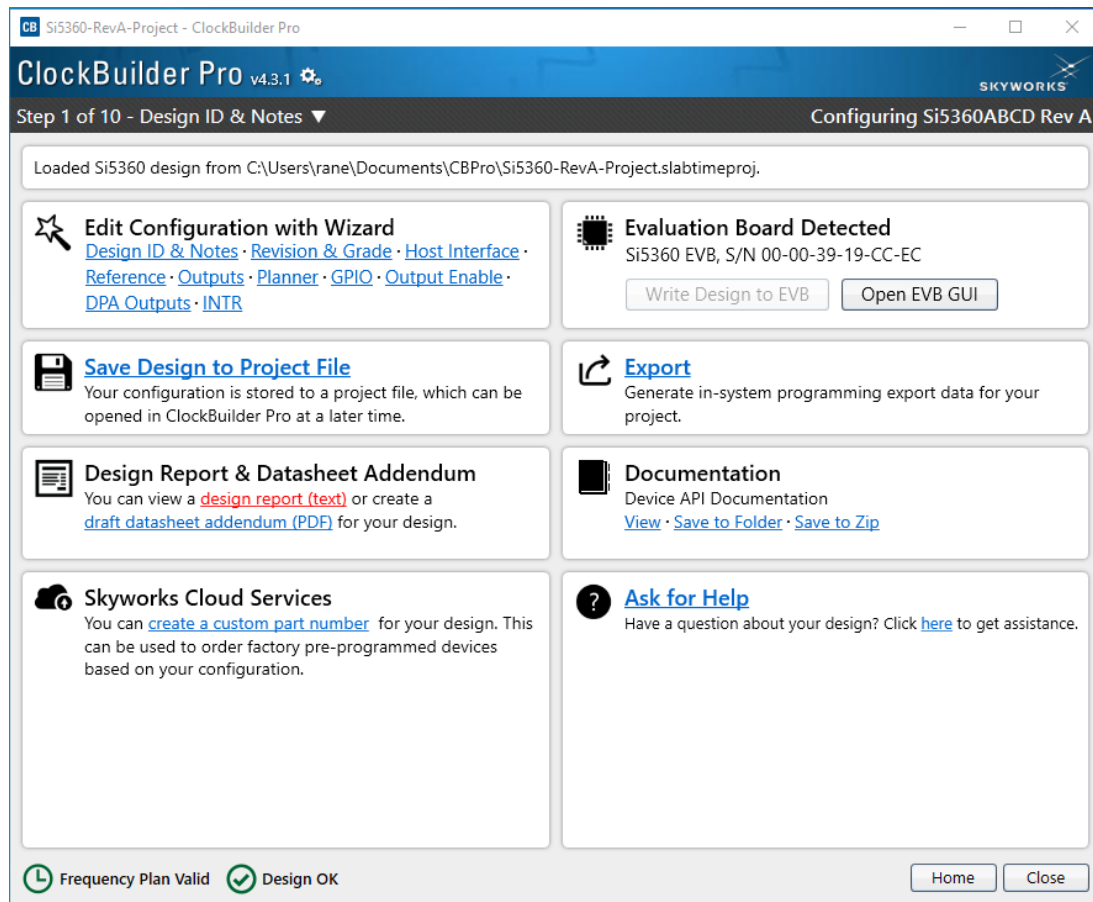 CB Si5360-RevA-Project - ClockBuilder Pro
ClockBuilder Pro v4.3.1
SKYWORKS
Step 1 of 10 - Design ID & Notes ▼
Configuring Si5360ABCD Rev A
Loaded Si5360 design from C:\Users\rane\Documents\CBPro\Si5360-RevA-Project.slabtimeproj.
Edit Configuration with Wizard
Design ID & Notes · Revision & Grade · Host Interface ·
Reference · Outputs · Planner · GPIO · Output Enable ·
DPA Outputs · INTR
Evaluation Board Detected
Si5360 EVB, S/N 00-00-39-19-CC-EC
Write Design to EVB
Open EVB GUI
Save Design to Project File
Your configuration is stored to a project file, which can be
opened in ClockBuilder Pro at a later time.
Export
Generate in-system programming export data for your
project.
Design Report & Datasheet Addendum
You can view a design report (text) or create a
draft datasheet addendum (PDF) for your design.
Documentation
Device API Documentation
View · Save to Folder · Save to Zip
Skyworks Cloud Services
You can create a custom part number for your design. This
can be used to order factory pre-programmed devices
based on your configuration.
Ask for Help
Have a question about your design? Click here to get assistance.
Frequency Plan Valid
Design OK
Home
Close